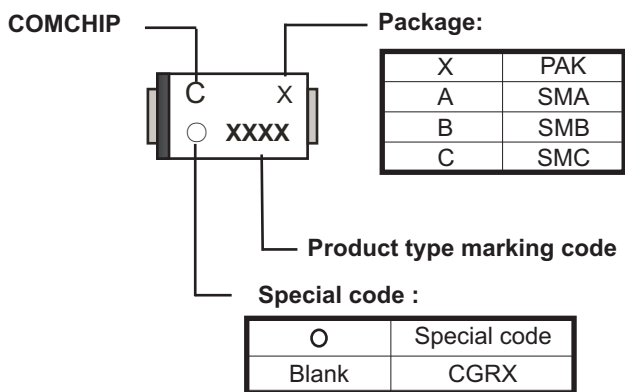 COMCHIP
Package:
X PAK
A SMA
B SMB
C SMC
C X
○ XXXX
Product type marking code
Special code :
O Special code
Blank CGRX